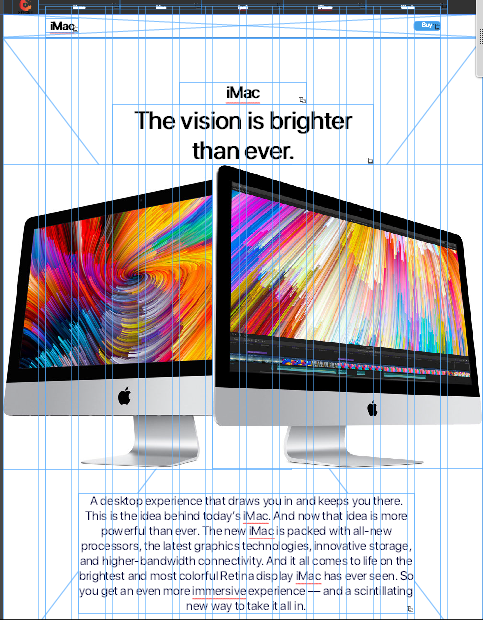 iMac
Buy
iMac
The vision is brighter
than ever.
A desktop experience that draws you in and keeps you there.
This is the idea behind today's iMac. And now that idea is more
powerful than ever. The new iMac is packed with all-new
processors, the latest graphics technologies, innovative storage,
and higher-bandwidth connectivity. And it all comes to life on the
brightest and most colorful Retina display iMac has ever seen. So
you get an even more immersive experience — and a scintillating
new way to take it all in.